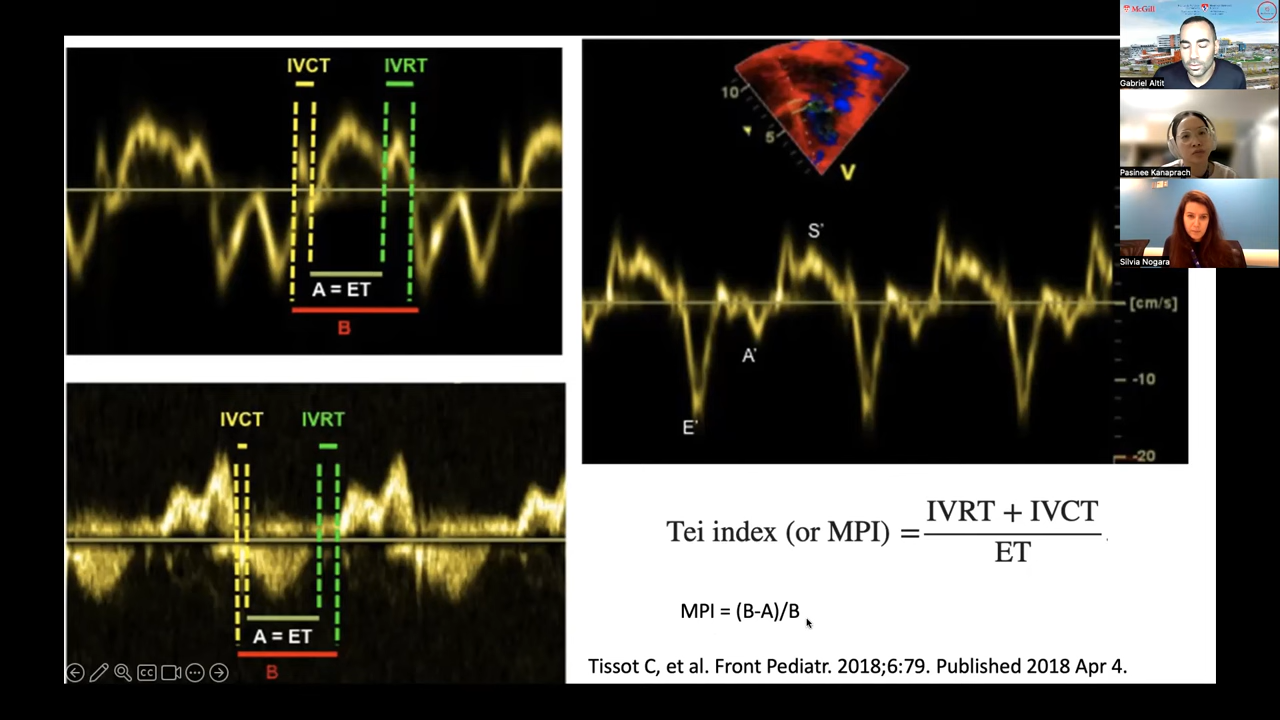 IVCT IVRT
A = ET
B
IVCT IVRT
A = ET
B
10
5
V
S'
A'
E'
[cm/s]
-10
-20
Tei index (or MPI) = IVRT + IVCT
ET
MPI = (B-A)/B
Tissot C, et al. Front Pediatr. 2018;6:79. Published 2018 Apr 4.
CC
McGill
Gabriel Altit
Pasinee Kanaprach
Silvia Nogara